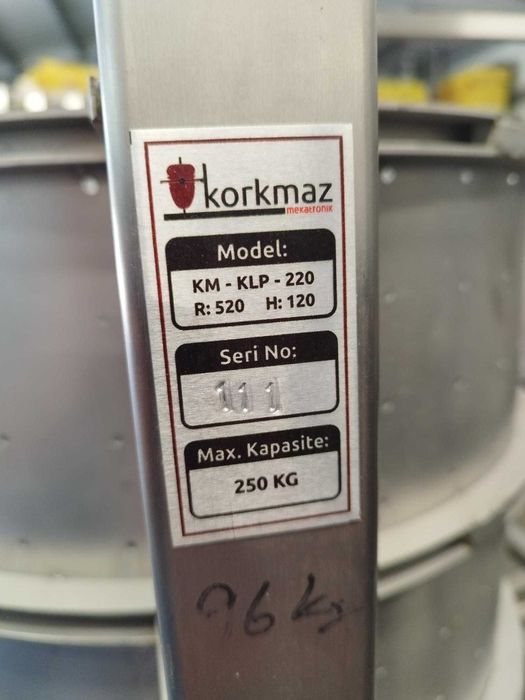 korkmaz
mekatronik
Model:
KM - KLP - 220
R: 520 H: 120
Seri No:
111
Max. Kapasite:
250 KG
96 kg